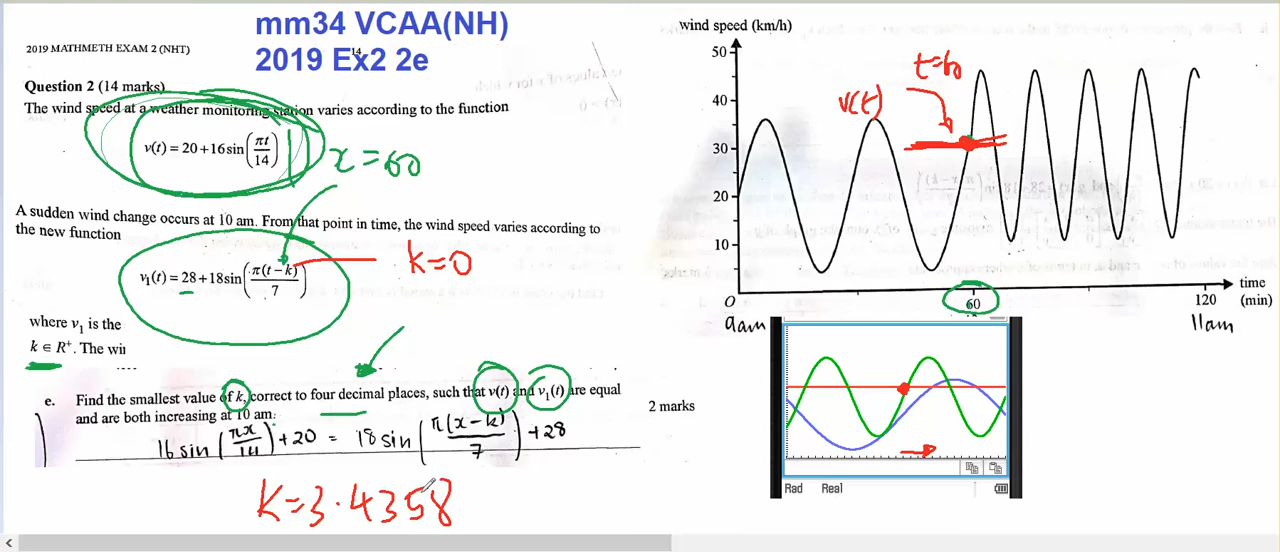 mm34 VCAA(NH)
2019 Ex2 2e
2019 MATHMETH EXAM 2 (NHT)
14
Question 2 (14 marks)
The wind speed at a weather monitoring station varies according to the function
v(t) = 20 + 16 sin(πt/14)
x = 60
A sudden wind change occurs at 10 am. From that point in time, the wind speed varies according to
the new function
v₁(t) = 28 + 18 sin(π(t − k)/7)
k = 0
where v₁ is the
k ∈ R⁺. The
e. Find the smallest value of k, correct to four decimal places, such that v(t) and v₁(t) are equal
and are both increasing at 10 am.
2 marks
16 sin(πx/14) + 20 = 18 sin(π(x − k)/7) + 28
K = 3.4358
wind speed (km/h)
50
40
30
20
10
O
60
120
time
(min)
9am
11am
v(t)
t=60
Rad Real